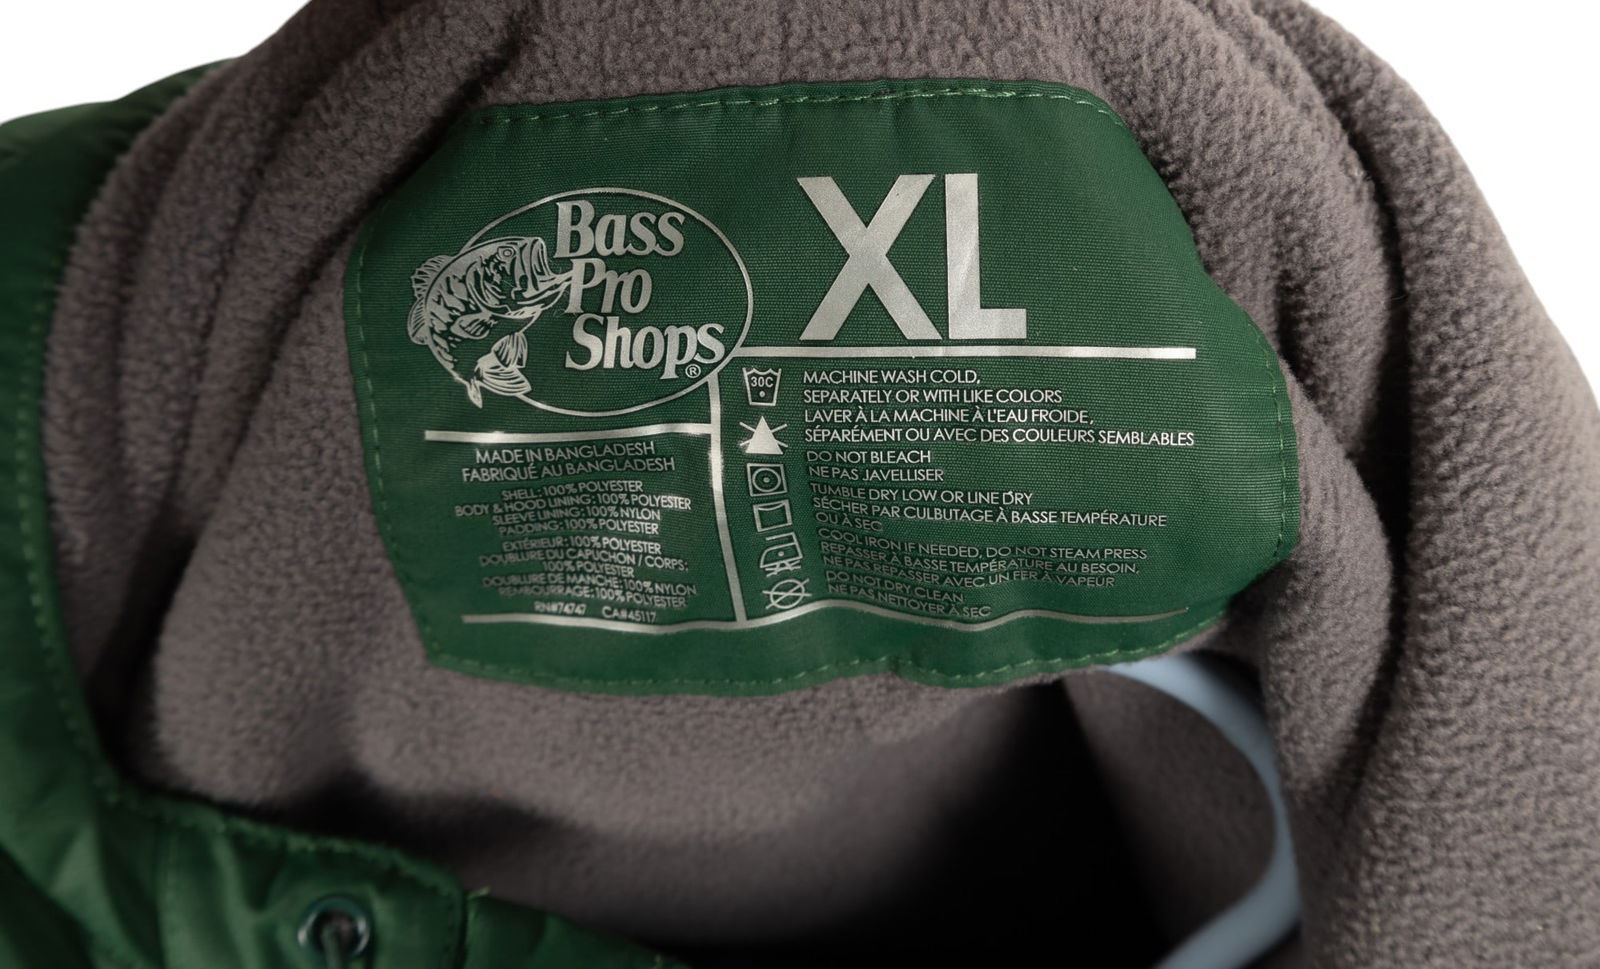 Bass
Pro
Shops®
XL
MADE IN BANGLADESH
FABRIQUÉ AU BANGLADESH
SHELL: 100% POLYESTER
BODY & HOOD LINING: 100% POLYESTER
SLEEVE LINING: 100% NYLON
PADDING: 100% POLYESTER
EXTÉRIEUR: 100% POLYESTER
DOUBLURE DU CAPUCHON / CORPS:
100% POLYESTER
DOUBLURE DE MANCHE: 100% NYLON
REMBOURRAGE: 100% POLYESTER
RN#74747 CA#45117
30C
MACHINE WASH COLD,
SEPARATELY OR WITH LIKE COLORS
LAVER À LA MACHINE À L'EAU FROIDE,
SÉPARÉMENT OU AVEC DES COULEURS SEMBLABLES
DO NOT BLEACH
NE PAS JAVELLISER
TUMBLE DRY LOW OR LINE DRY
SÉCHER PAR CULBUTAGE À BASSE TEMPÉRATURE
OU À SEC
COOL IRON IF NEEDED, DO NOT STEAM PRESS
REPASSER À BASSE TEMPÉRATURE AU BESOIN,
NE PAS REPASSER AVEC UN FER À VAPEUR
DO NOT DRY CLEAN
NE PAS NETTOYER À SEC